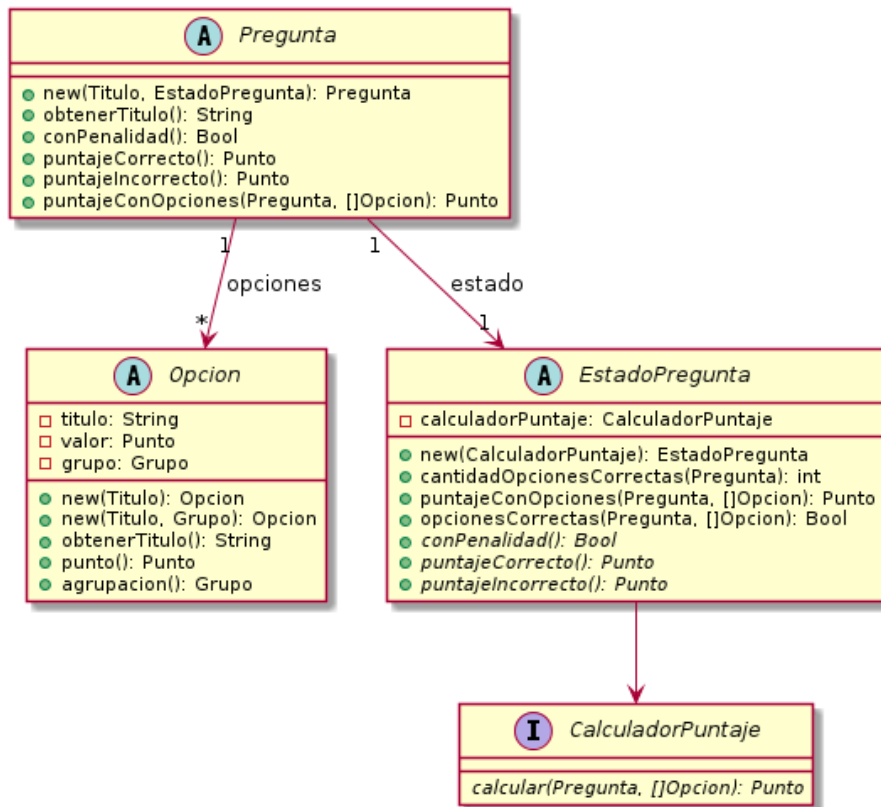 A Pregunta
new(Titulo, EstadoPregunta): Pregunta
obtenerTitulo(): String
conPenalidad(): Bool
puntajeCorrecto(): Punto
puntajeIncorrecto(): Punto
puntajeConOpciones(Pregunta, []Opcion): Punto
1 1
opciones estado
* 1
A Opcion
titulo: String
valor: Punto
grupo: Grupo
new(Titulo): Opcion
new(Titulo, Grupo): Opcion
obtenerTitulo(): String
punto(): Punto
agrupacion(): Grupo
A EstadoPregunta
calculadorPuntaje: CalculadorPuntaje
new(CalculadorPuntaje): EstadoPregunta
cantidadOpcionesCorrectas(Pregunta): int
puntajeConOpciones(Pregunta, []Opcion): Punto
opcionesCorrectas(Pregunta, []Opcion): Bool
conPenalidad(): Bool
puntajeCorrecto(): Punto
puntajeIncorrecto(): Punto
I CalculadorPuntaje
calcular(Pregunta, []Opcion): Punto